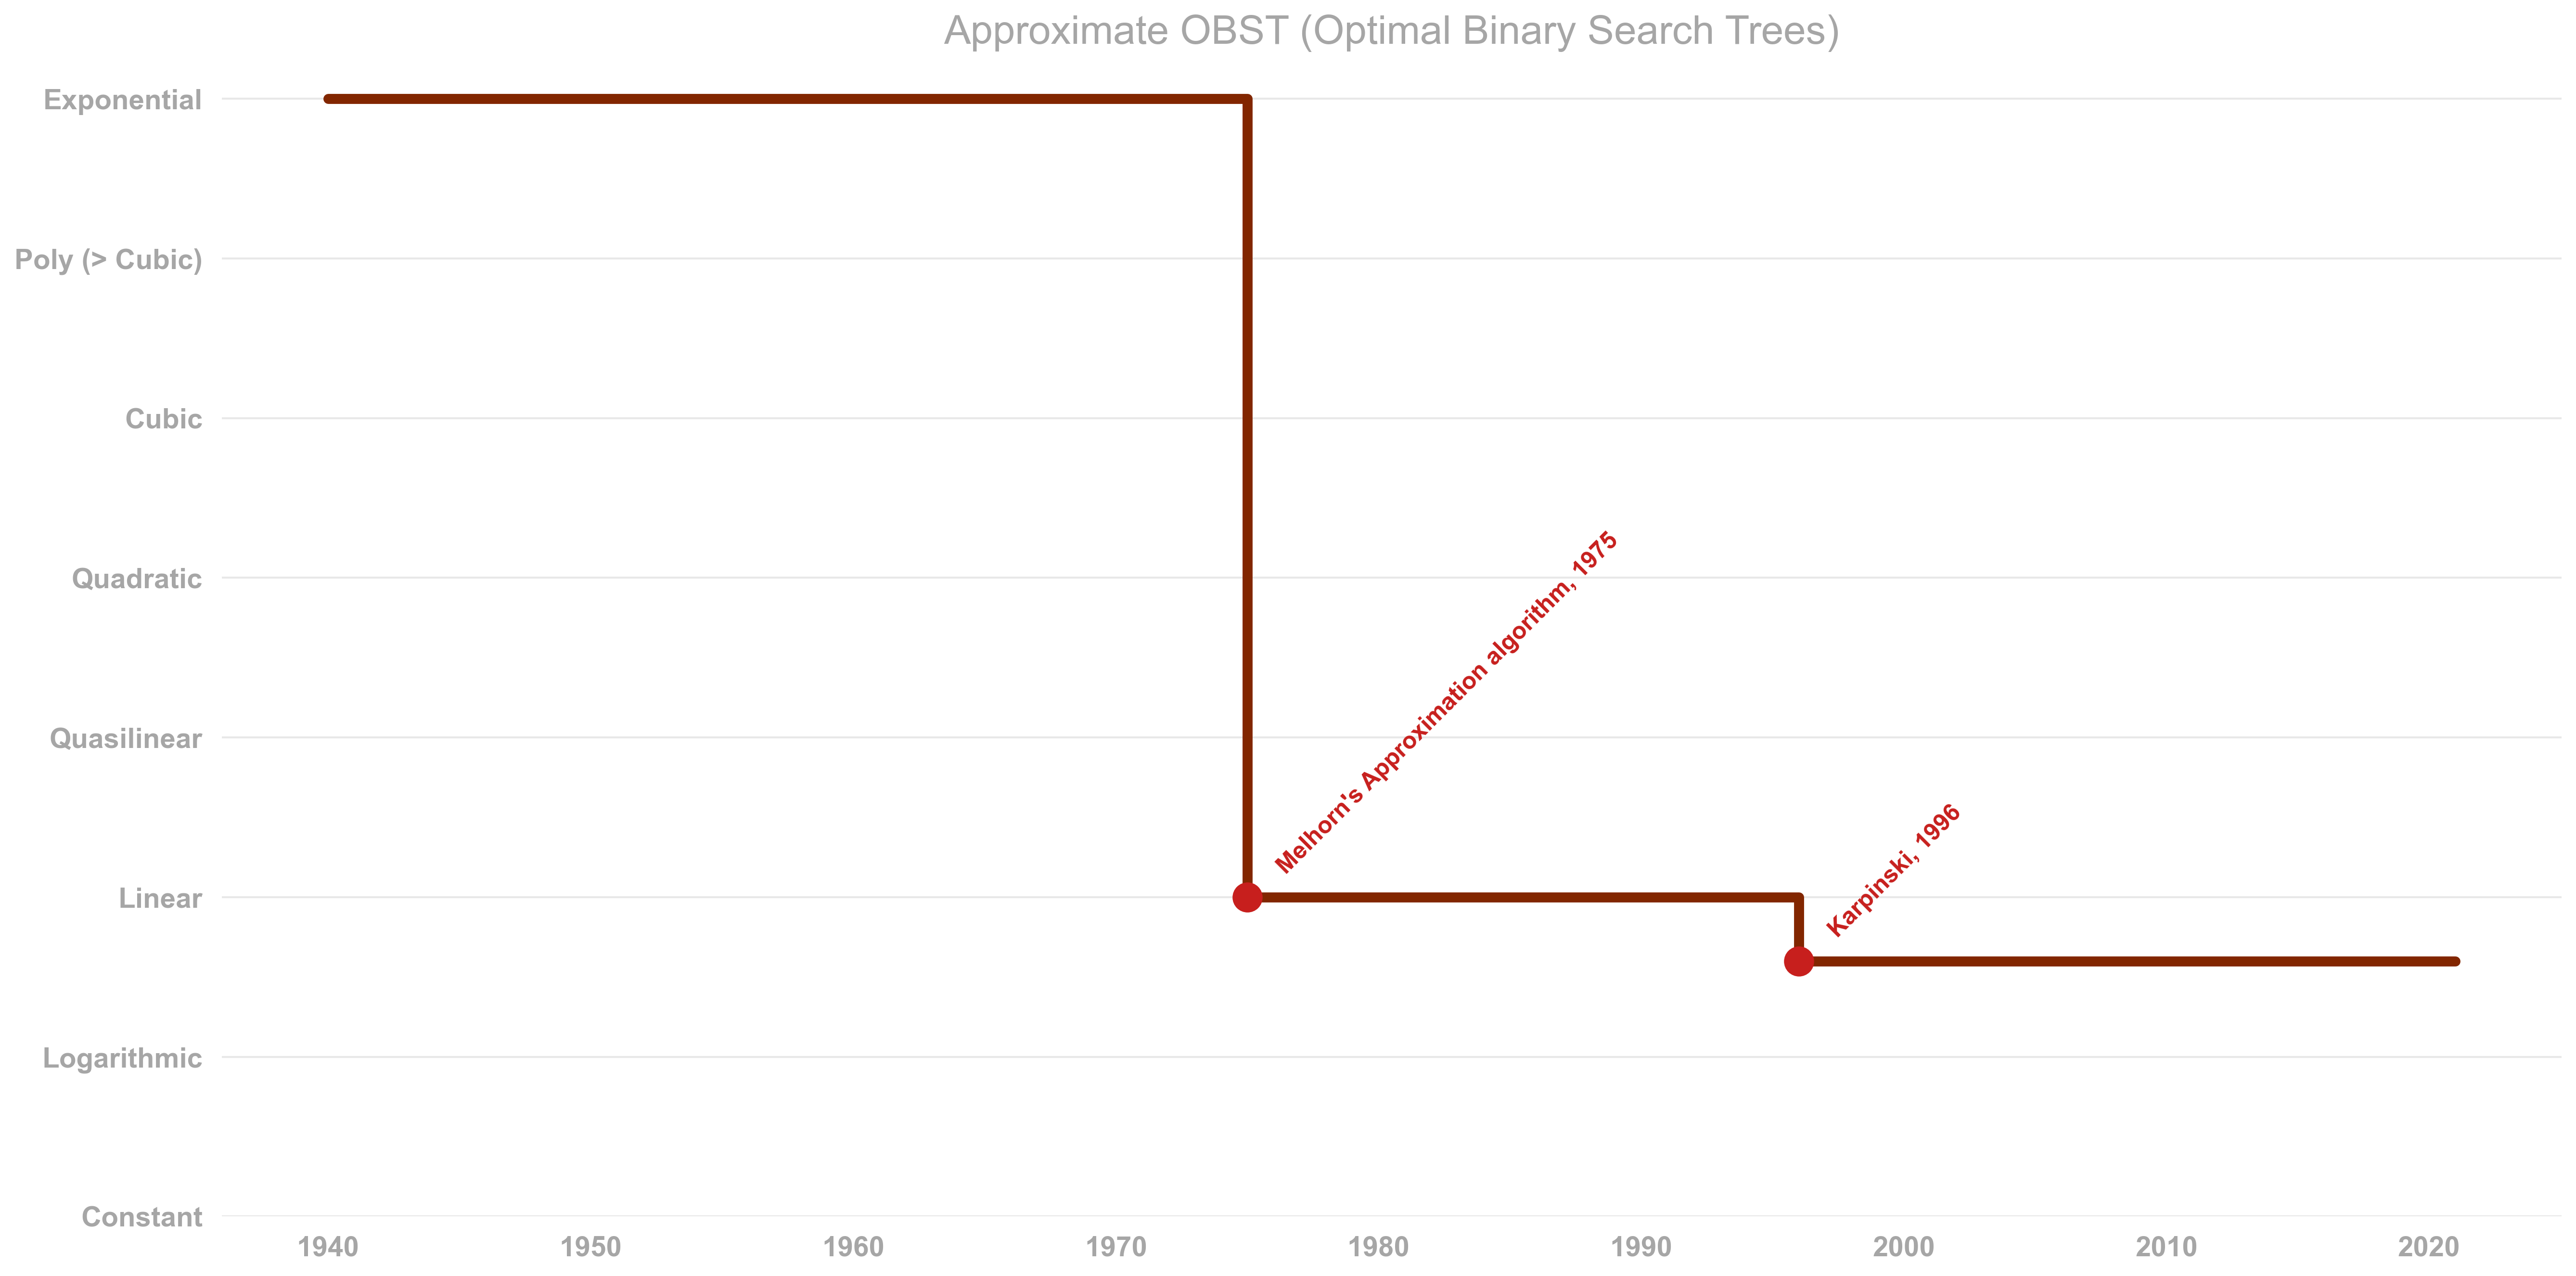 Approximate OBST (Optimal Binary Search Trees)
Exponential
Poly (> Cubic)
Cubic
Quadratic
Quasilinear
Linear
Logarithmic
Constant
Melhorn's Approximation algorithm, 1975
Karpinski, 1996
1940 1950 1960 1970 1980 1990 2000 2010 2020